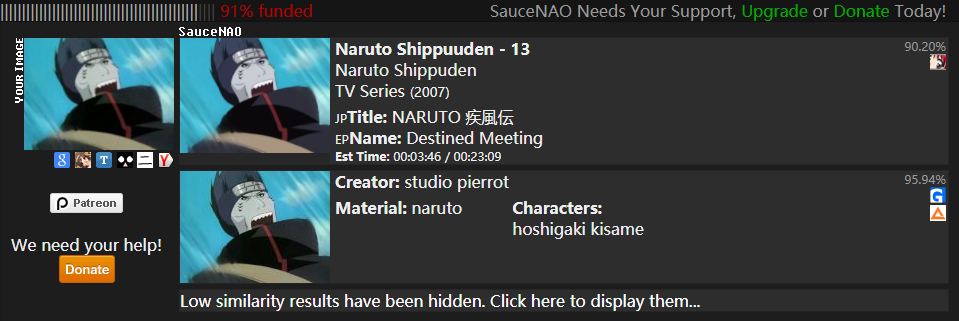 91% funded
SauceNAO Needs Your Support, Upgrade or Donate Today!
YOUR IMAGE
SauceNAO
Naruto Shippuuden - 13
90.20%
Naruto Shippuden
TV Series (2007)
JPTitle: NARUTO 疾風伝
EPName: Destined Meeting
Est Time: 00:03:46 / 00:23:09
g T 二 Y
Patreon
We need your help!
Donate
Creator: studio pierrot
95.94%
Material: naruto
Characters:
hoshigaki kisame
G
Low similarity results have been hidden. Click here to display them...